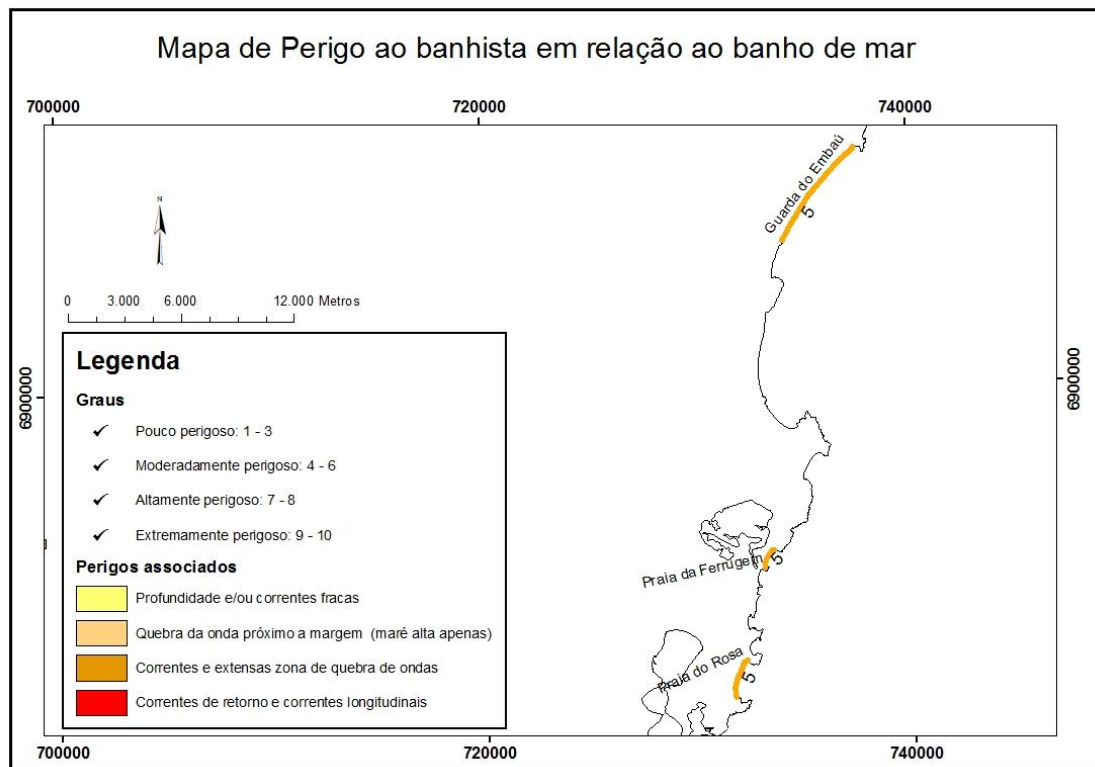 Mapa de Perigo ao banhista em relação ao banho de mar
700000
720000
740000
Guarda do Embaú
5
N
0 3.000 6.000 12.000 Metros
6900000
6900000
Legenda
Graus
Pouco perigoso: 1 - 3
Moderadamente perigoso: 4 - 6
Altamente perigoso: 7 - 8
Extremamente perigoso: 9 - 10
Perigos associados
Profundidade e/ou correntes fracas
Quebra da onda próximo a margem (maré alta apenas)
Correntes e extensas zona de quebra de ondas
Correntes de retorno e correntes longitudinais
Praia da Ferrugem
5
Praia do Rosa
5
700000
720000
740000